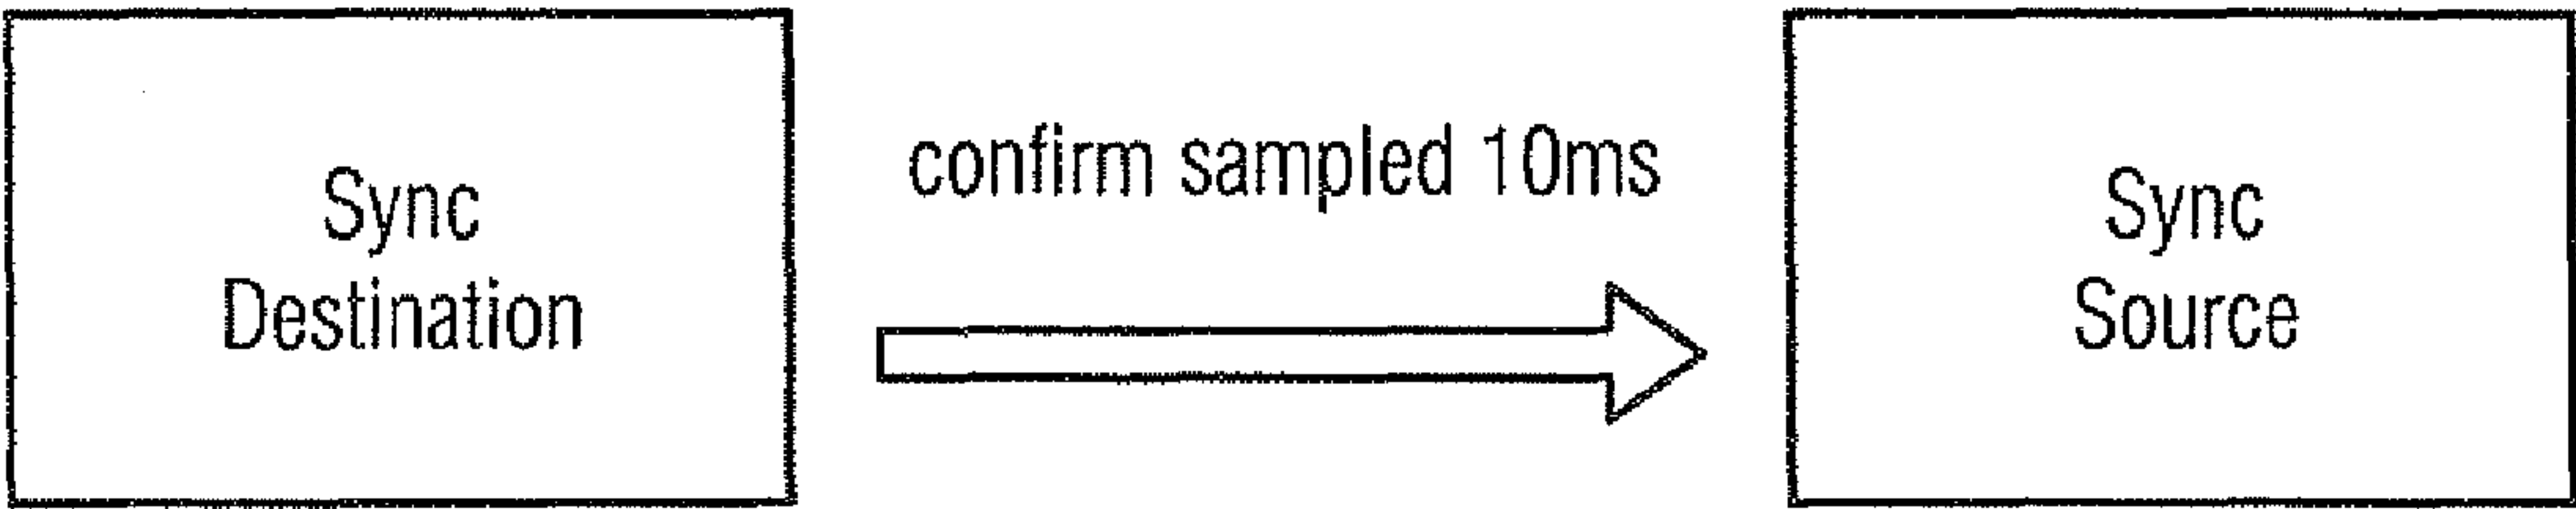 Sync
Destination
confirm sampled 10ms
Sync
Source